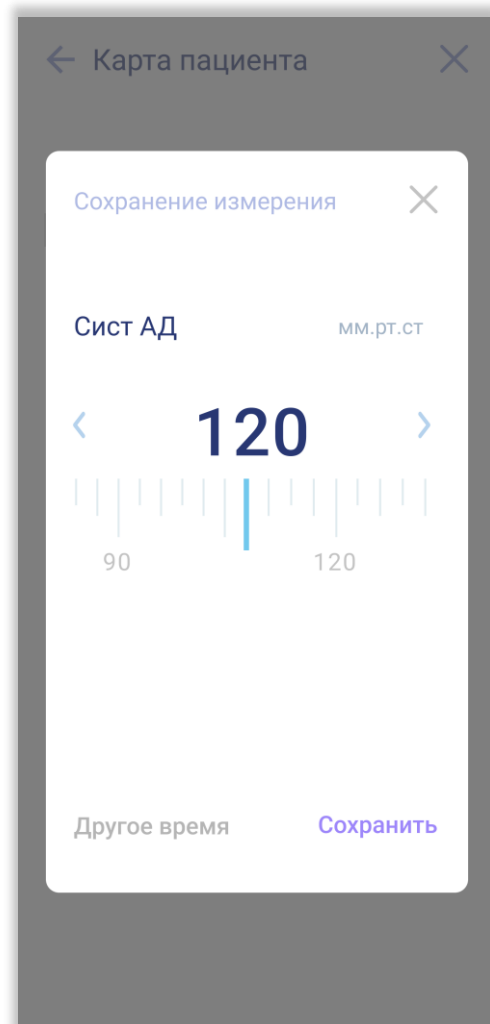 Карта пациента
Сохранение измерения
Сист АД мм.рт.ст
120
90 120
Другое время Сохранить